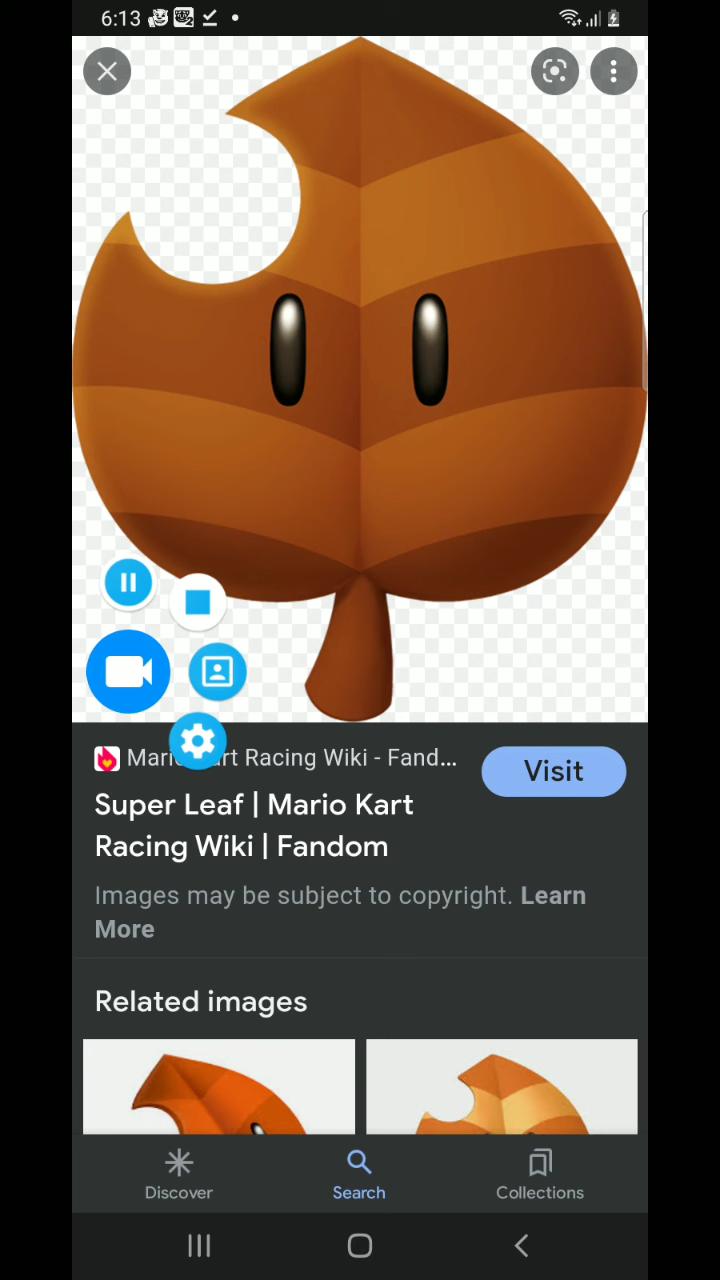 6:13
Mari rt Racing Wiki - Fand...
Visit
Super Leaf | Mario Kart
Racing Wiki | Fandom
Images may be subject to copyright. Learn
More
Related images
Discover
Search
Collections